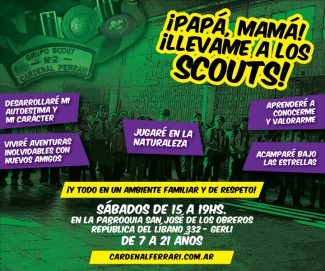 GRUPO SCOUT
Nº2
CARDENAL FERRARI
¡PAPÁ, MAMÁ!
¡LLEVAME A LOS
SCOUTS!
DESARROLLARÉ MI
AUTOESTIMA Y
MI CARÁCTER
APRENDERÉ A
CONOCERME
Y VALORARME
JUGARÉ EN LA
NATURALEZA
VIVIRÉ AVENTURAS
INOLVIDABLES CON
NUEVOS AMIGOS
ACAMPARÉ BAJO
LAS ESTRELLAS
¡Y TODO EN UN AMBIENTE FAMILIAR Y DE RESPETO!
SÁBADOS DE 15 A 19HS.
EN LA PARROQUIA SAN JOSÉ DE LOS OBREROS
REPÚBLICA DEL LÍBANO 332 - GERLI
DE 7 A 21 AÑOS
CARDENALFERRARI.COM.AR